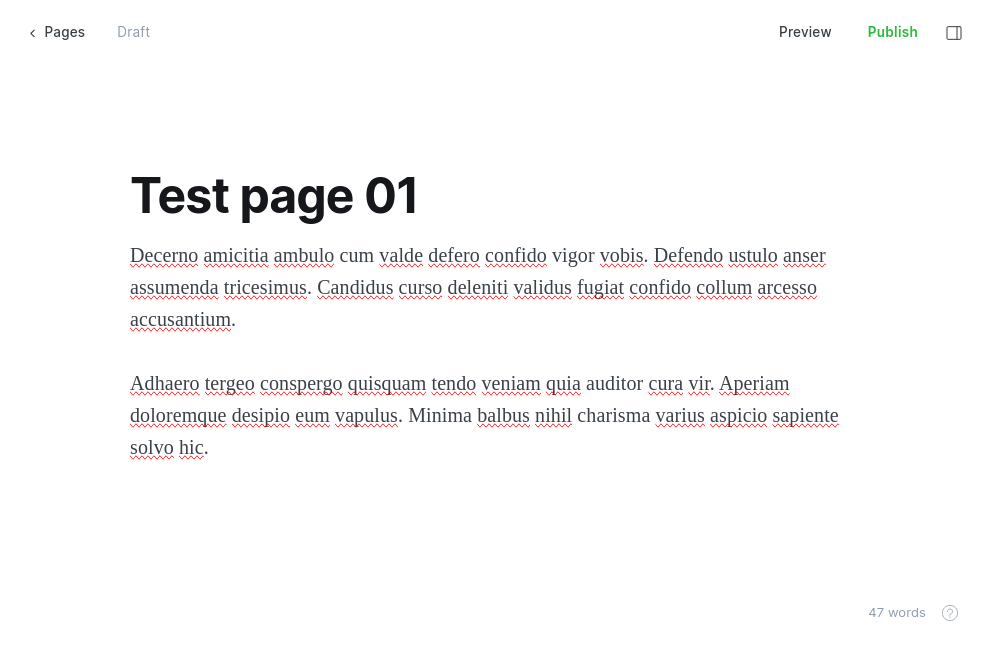 Pages Draft Preview Publish
Test page 01
Decerno amicitia ambulo cum valde defero confido vigor vobis. Defendo ustulo anser
assumenda tricesimus. Candidus curso deleniti validus fugiat confido collum arcesso
accusantium.
Adhaero tergeo conspergo quisquam tendo veniam quia auditor cura vir. Aperiam
doloremque desipio eum vapulus. Minima balbus nihil charisma varius aspicio sapiente
solvo hic.
47 words ?